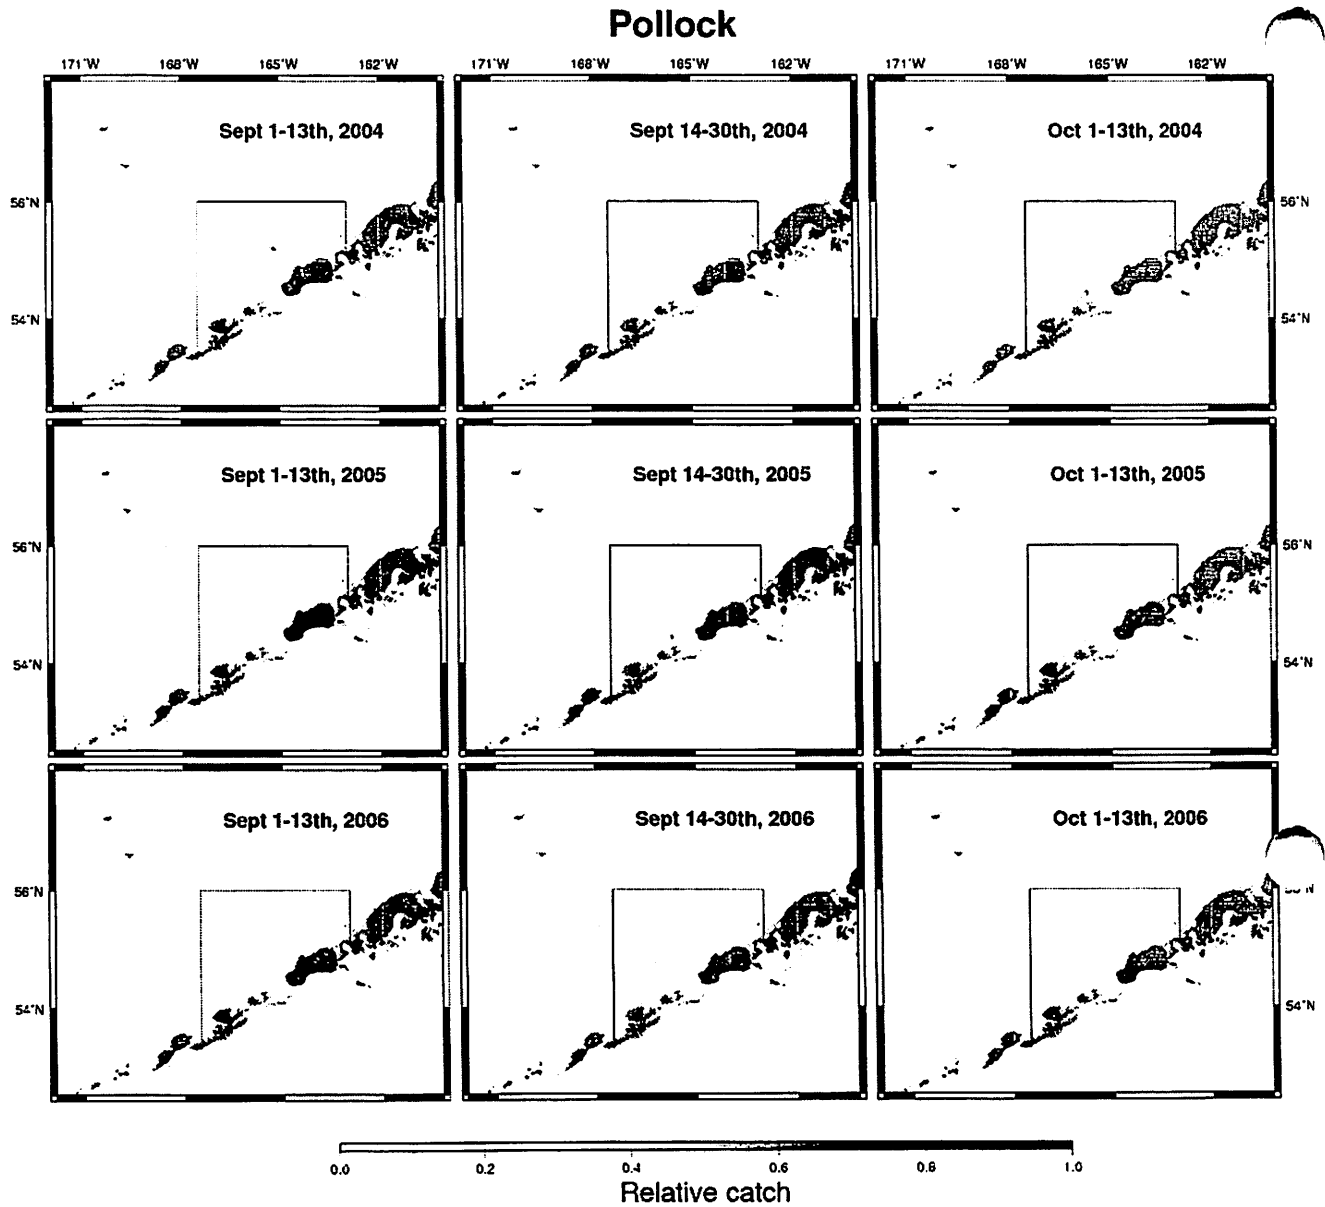 Pollock
171°W 168°W 165°W 162°W 171°W 168°W 165°W 162°W 171°W 168°W 165°W 162°W
Sept 1-13th, 2004 Sept 14-30th, 2004 Oct 1-13th, 2004
56°N 56°N
54°N 54°N
Sept 1-13th, 2005 Sept 14-30th, 2005 Oct 1-13th, 2005
56°N 56°N
54°N 54°N
Sept 1-13th, 2006 Sept 14-30th, 2006 Oct 1-13th, 2006
56°N
54°N 54°N
0.0 0.2 0.4 0.6 0.8 1.0
Relative catch